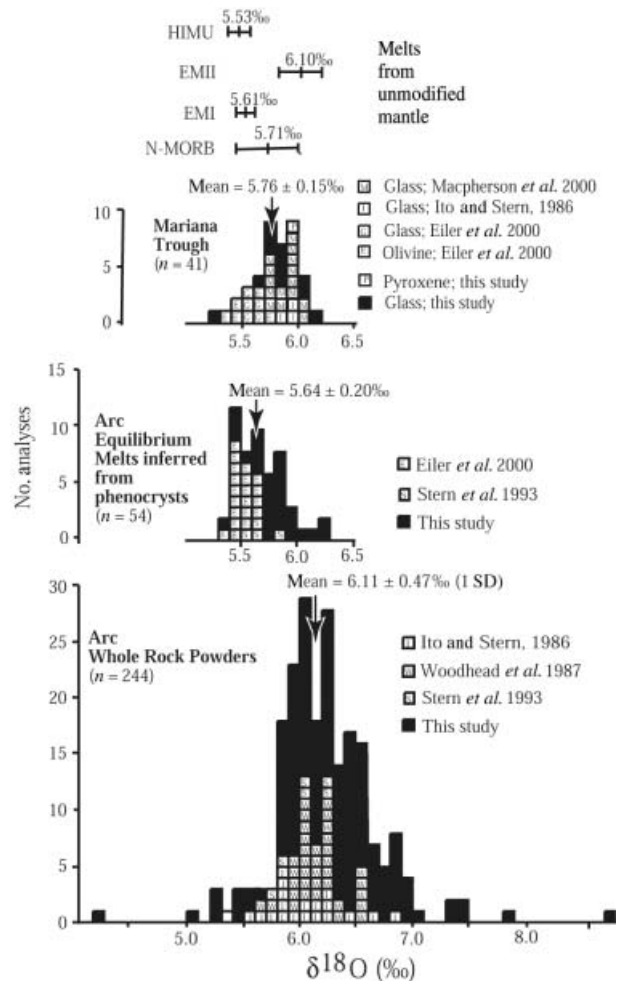 5.53‰
HIMU
6.10‰
EMII
5.61‰
EMI
5.71‰
N-MORB
Melts
from
unmodified
mantle
Mean = 5.76 ± 0.15‰
Mariana
Trough
(n = 41)
10
5
0
5.5 6.0 6.5
Glass; Macpherson et al. 2000
Glass; Ito and Stern, 1986
Glass; Eiler et al. 2000
Olivine; Eiler et al. 2000
Pyroxene; this study
Glass; this study
No. analyses
15
10
5
0
Mean = 5.64 ± 0.20‰
Arc
Equilibrium
Melts inferred
from
phenocrysts
(n = 54)
5.5 6.0 6.5
Eiler et al. 2000
Stern et al. 1993
This study
30
25
20
15
10
5
0
Mean = 6.11 ± 0.47‰ (1 SD)
Arc
Whole Rock Powders
(n = 244)
Ito and Stern, 1986
Woodhead et al. 1987
Stern et al. 1993
This study
5.0 6.0 7.0 8.0
δ18O (‰)